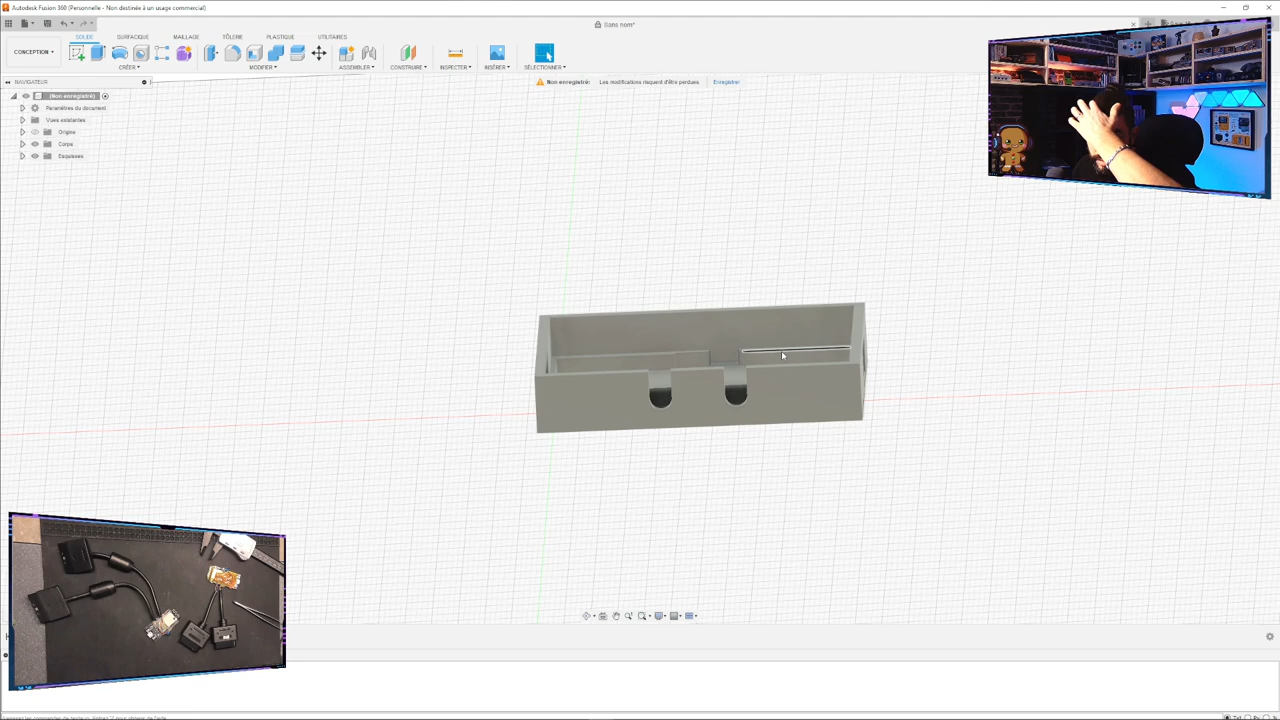 Autodesk Fusion 360 (Personnelle - Non destinée à un usage commercial)
Sans nom*
SOLIDE SURFACIQUE MAILLAGE TÔLERIE PLASTIQUE UTILITAIRES
CONCEPTION
CRÉER MODIFIER ASSEMBLER CONSTRUIRE INSPECTER INSÉRER SÉLECTIONNER
NAVIGATEUR
Non enregistré: Les modifications risquent d'être perdues Enregistrer
(Non enregistré)
Paramètres du document
Vues existantes
Origine
Corps
Esquisses
Txt